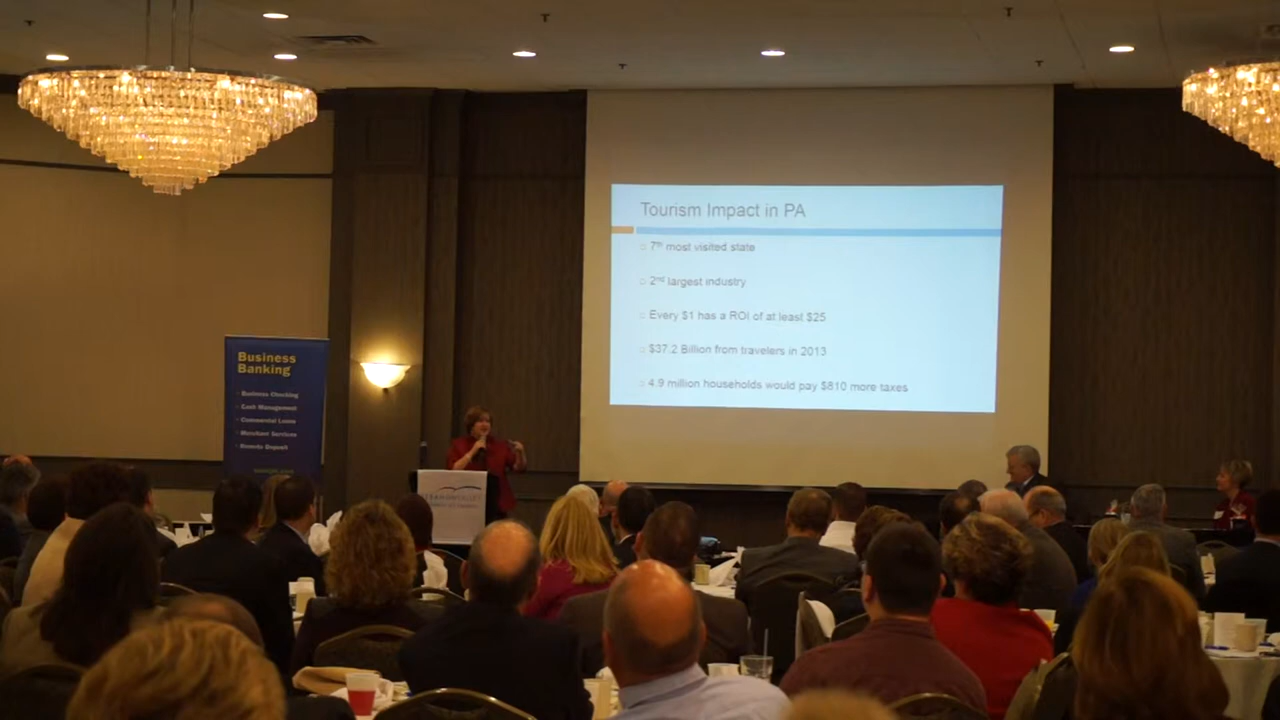 Tourism Impact in PA
7th most visited state
2nd largest industry
Every $1 has a ROI of at least $25
$37.2 Billion from travelers in 2013
4.9 million households would pay $810 more taxes
Business
Banking
Business Checking
Cash Management
Commercial Loans
Merchant Services
Remote Deposit